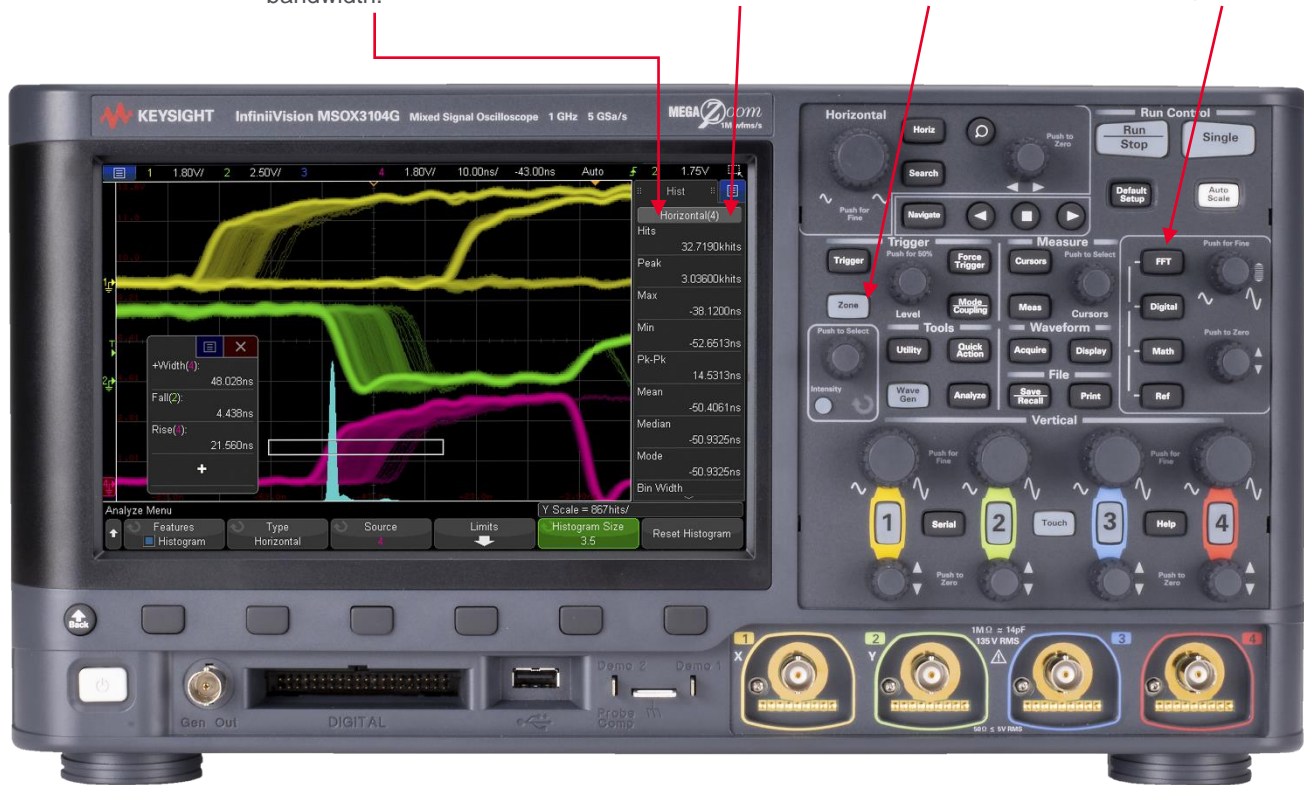 bandwidth.
KEYSIGHT InfiniiVision MSOX3104G Mixed Signal Oscilloscope 1 GHz 5 GSa/s
MEGA Zoom
1M wfms/s
1 1.80V/ 2 2.50V/ 3 4 1.80V/ 10.00ns/ -43.00ns Auto 2 1.75V
Hist
Horizontal(4)
Hits
32.7190khits
Peak
3.03600khits
Max
-38.1200ns
Min
-52.6513ns
Pk-Pk
14.5313ns
Mean
-50.4061ns
Median
-50.9325ns
Mode
-50.9325ns
Bin Width
+Width(4):
48.028ns
Fall(2):
4.438ns
Rise(4):
21.560ns
+
Analyze Menu
Y Scale = 867hits/
Features
Histogram
Type
Horizontal
Source
4
Limits
Histogram Size
3.5
Reset Histogram
Back
Gen Out
DIGITAL
Demo 2
Demo 1
Probe
Comp
Horizontal
Horiz
Push to
Zero
Search
Push for
Fine
Navigate
Run Control
Run
Stop
Single
Default
Setup
Auto
Scale
Trigger
Push for 50%
Trigger
Force
Trigger
Zone
Level
Mode
Coupling
Measure
Cursors
Push to Select
Meas
Cursors
Push for Fine
FFT
Digital
Push to Zero
Math
Ref
Push to Select
Intensity
Tools
Utility
Quick
Action
Wave
Gen
Analyze
Waveform
Acquire
Display
File
Save
Recall
Print
Vertical
Push for
Fine
Push for
Fine
1
Serial
2
Touch
3
Help
4
Push to
Zero
Push to
Zero
1
X
2
Y
1MΩ ≈ 14pF
135 V RMS
3
4
50Ω ≤ 5V RMS